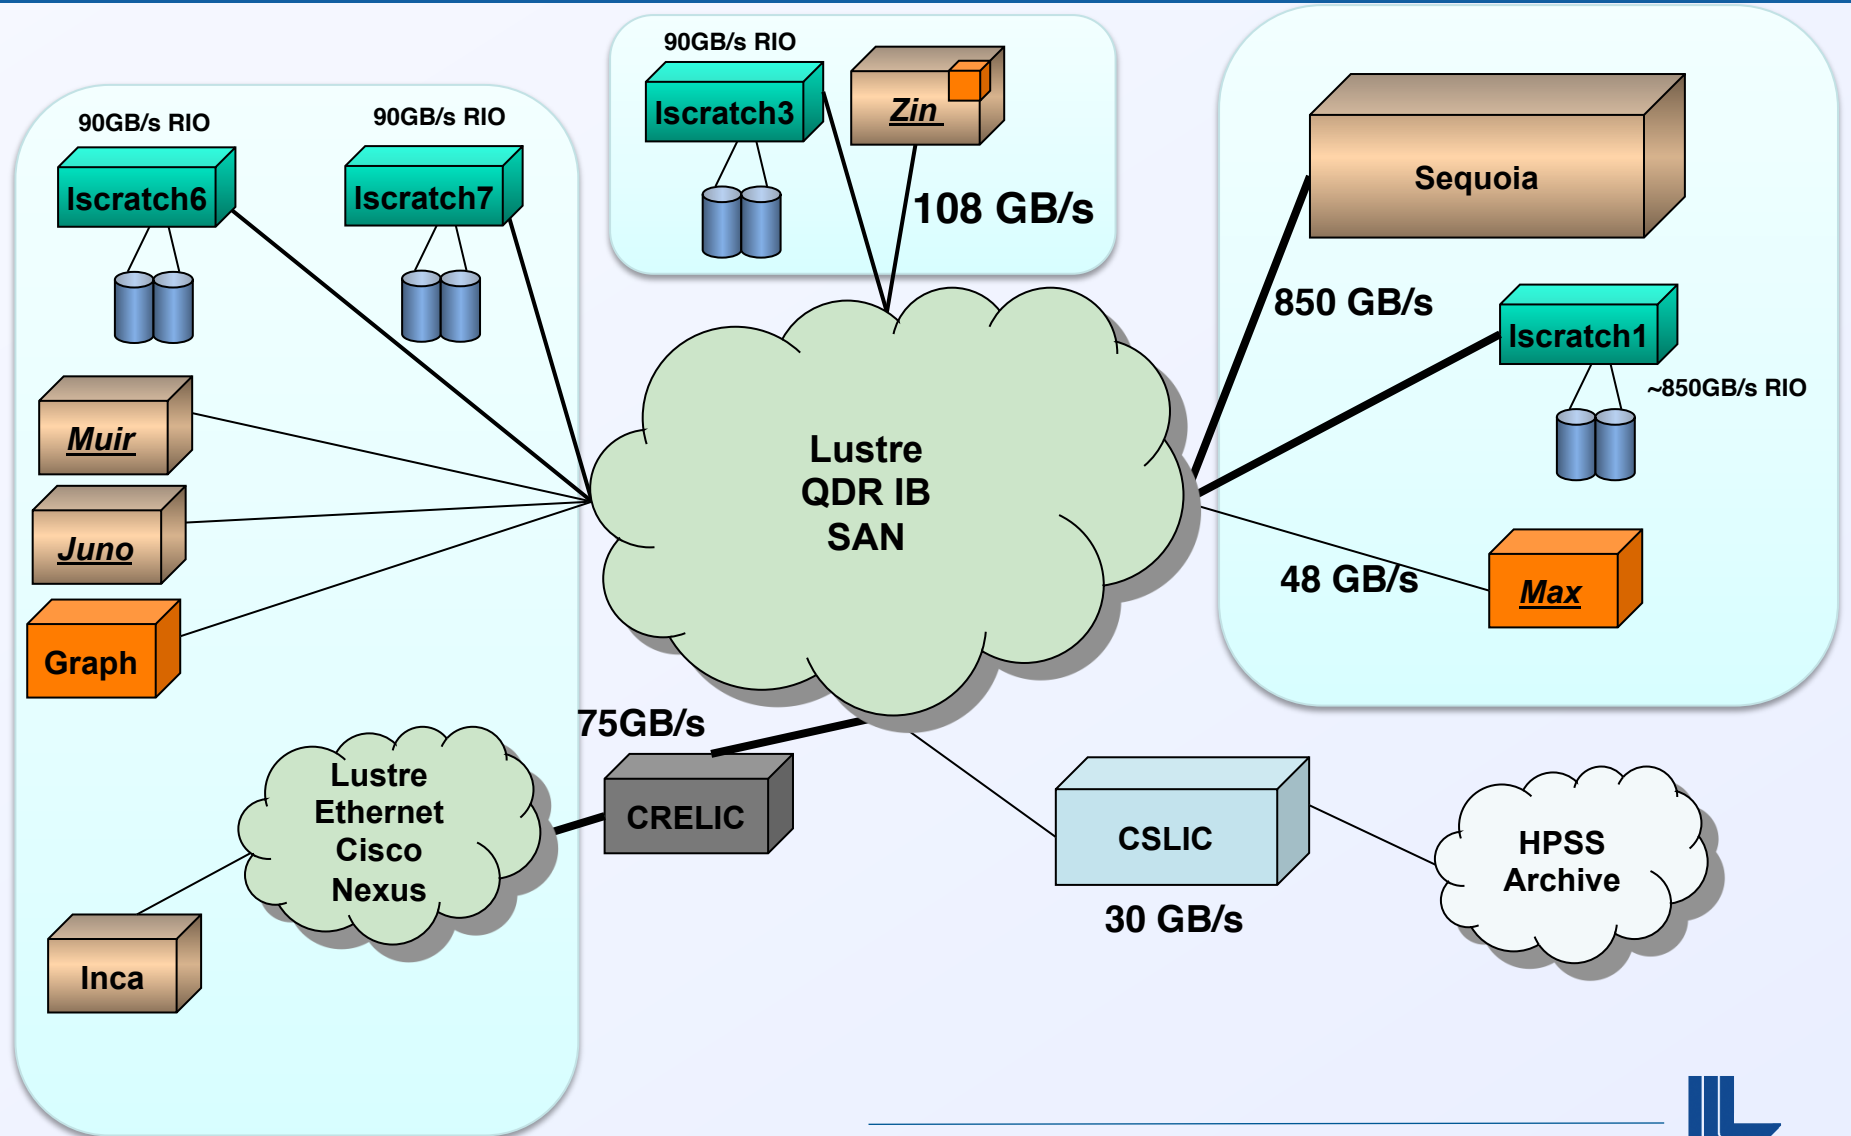 90GB/s RIO
lscratch6
90GB/s RIO
lscratch7
Muir
Juno
Graph
Lustre
Ethernet
Cisco
Nexus
Inca
90GB/s RIO
lscratch3
Zin
108 GB/s
Lustre
QDR IB
SAN
75GB/s
CRELIC
CSLIC
30 GB/s
HPSS
Archive
Sequoia
850 GB/s
lscratch1
~850GB/s RIO
48 GB/s
Max